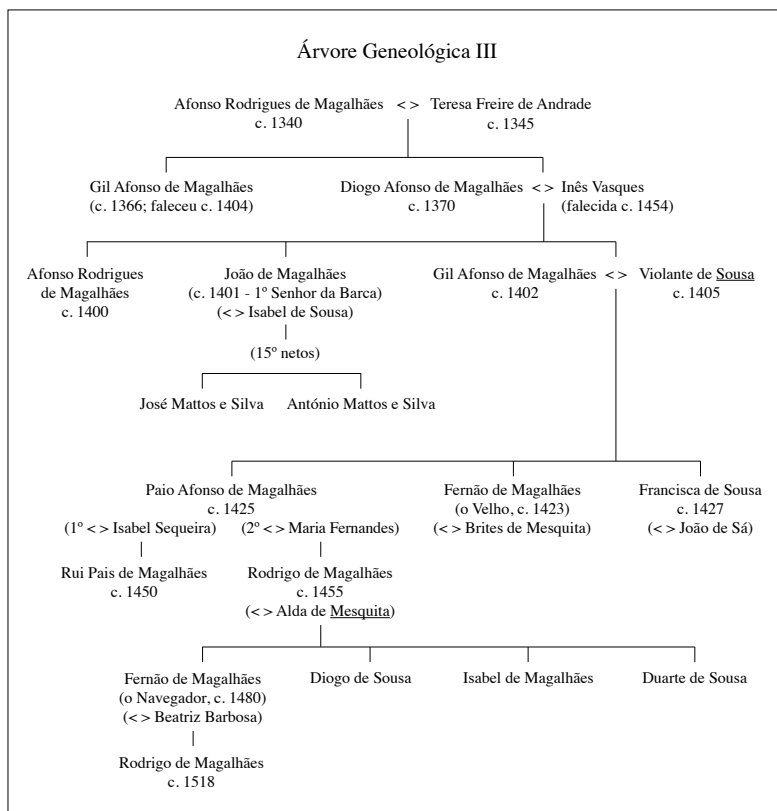 Árvore Geneológica III
Afonso Rodrigues de Magalhães < > Teresa Freire de Andrade
c. 1340 c. 1345
Gil Afonso de Magalhães Diogo Afonso de Magalhães < > Inês Vasques
(c. 1366; faleceu c. 1404) c. 1370 (falecida c. 1454)
Afonso Rodrigues João de Magalhães Gil Afonso de Magalhães < > Violante de Sousa
de Magalhães (c. 1401 - 1º Senhor da Barca) c. 1402 c. 1405
c. 1400 (< > Isabel de Sousa)
(15º netos)
José Mattos e Silva António Mattos e Silva
Paio Afonso de Magalhães Fernão de Magalhães Francisca de Sousa
c. 1425 (o Velho, c. 1423) c. 1427
(1º < > Isabel Sequeira) (2º < > Maria Fernandes) (< > Brites de Mesquita) (< > João de Sá)
Rui Pais de Magalhães Rodrigo de Magalhães
c. 1450 c. 1455
(< > Alda de Mesquita)
Fernão de Magalhães Diogo de Sousa Isabel de Magalhães Duarte de Sousa
(o Navegador, c. 1480)
(< > Beatriz Barbosa)
Rodrigo de Magalhães
c. 1518